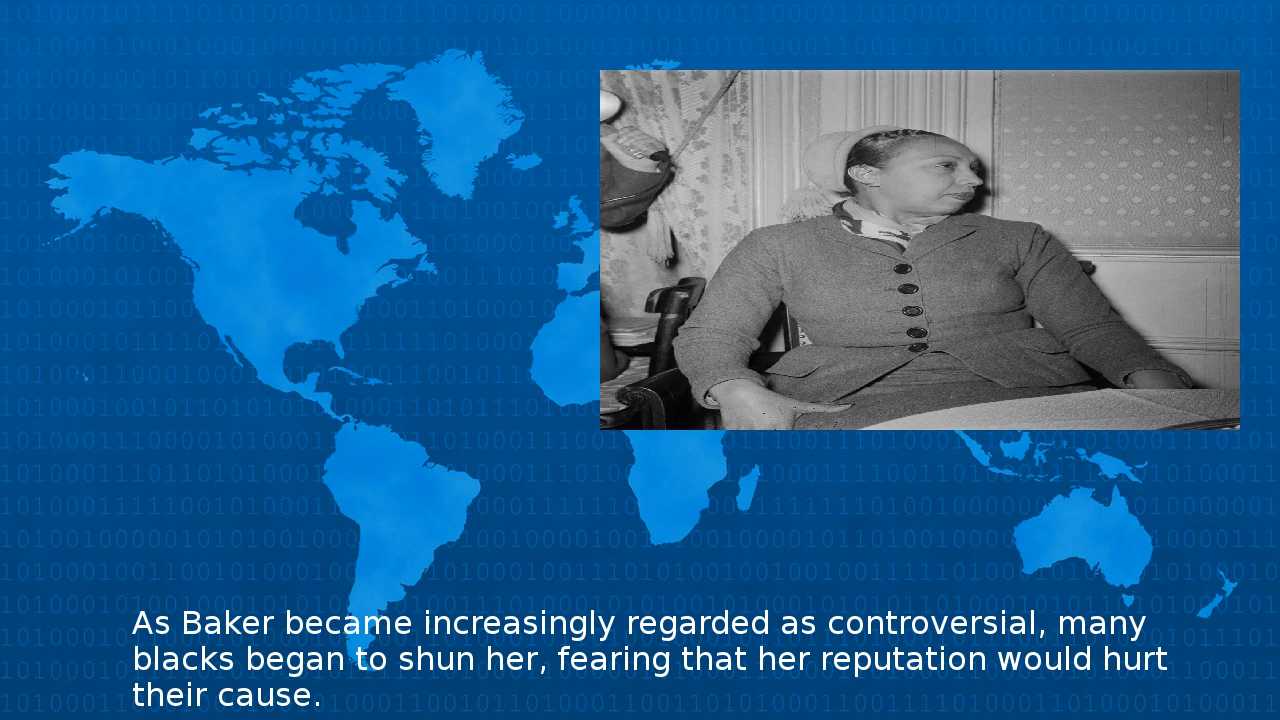 As Baker became increasingly regarded as controversial, many
blacks began to shun her, fearing that her reputation would hurt
their cause.